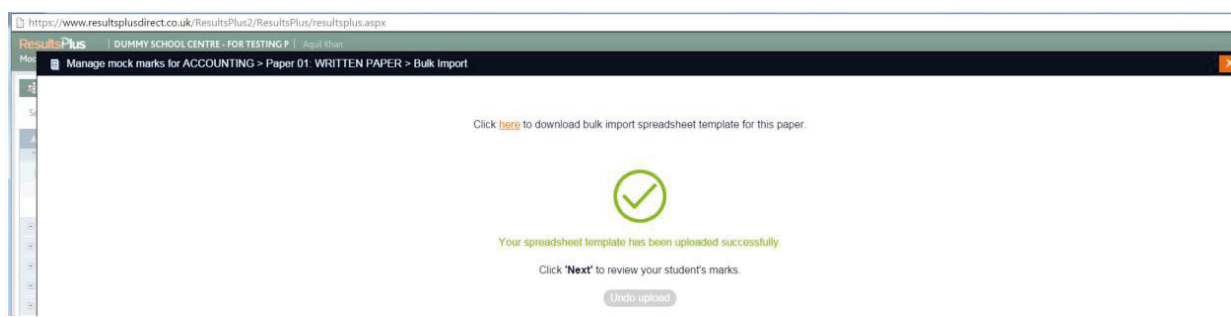 https://www.resultsplusdirect.co.uk/ResultsPlus2/ResultsPlus/resultsplus.aspx
ResultsPlus | DUMMY SCHOOL CENTRE - FOR TESTING P | Aquil Khan
Manage mock marks for ACCOUNTING > Paper 01: WRITTEN PAPER > Bulk Import X
Click here to download bulk import spreadsheet template for this paper.
Your spreadsheet template has been uploaded successfully.
Click 'Next' to review your student's marks.
Undo upload